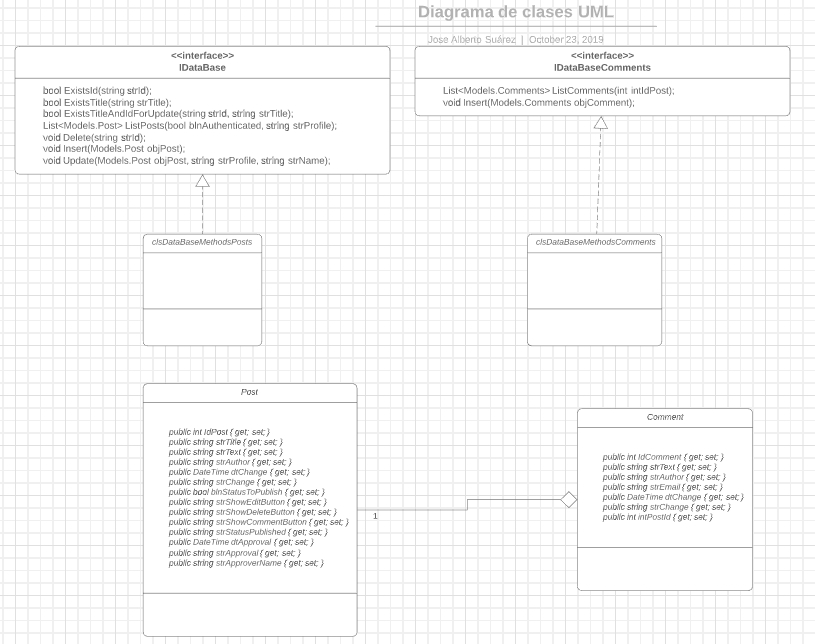 Diagrama de clases UML
Jose Alberto Suárez | October 23, 2019
<<interface>>
IDataBase
bool ExistsId(string strId);
bool ExistsTitle(string strTitle);
bool ExistsTitleAndIdForUpdate(string strId, string strTitle);
List<Models.Post> ListPosts(bool blnAuthenticated, string strProfile);
void Delete(string strId);
void Insert(Models.Post objPost);
void Update(Models.Post objPost, string strProfile, string strName);
<<interface>>
IDataBaseComments
List<Models.Comments> ListComments(int intIdPost);
void Insert(Models.Comments objComment);
clsDataBaseMethodsPosts
clsDataBaseMethodsComments
Post
public int IdPost { get; set; }
public string strTitle { get; set; }
public string strText { get; set; }
public string strAuthor { get; set; }
public DateTime dtChange { get; set; }
public string strChange { get; set; }
public bool blnStatusToPublish { get; set; }
public string strShowEditButton { get; set; }
public string strShowDeleteButton { get; set; }
public string strShowCommentButton { get; set; }
public string strStatusPublished { get; set; }
public DateTime dtApproval { get; set; }
public string strApproval { get; set; }
public string strApproverName { get; set; }
1
Comment
public int IdComment { get; set; }
public string strText { get; set; }
public string strAuthor { get; set; }
public string strEmail { get; set; }
public DateTime dtChange { get; set; }
public string strChange { get; set; }
public int intPostId { get; set; }